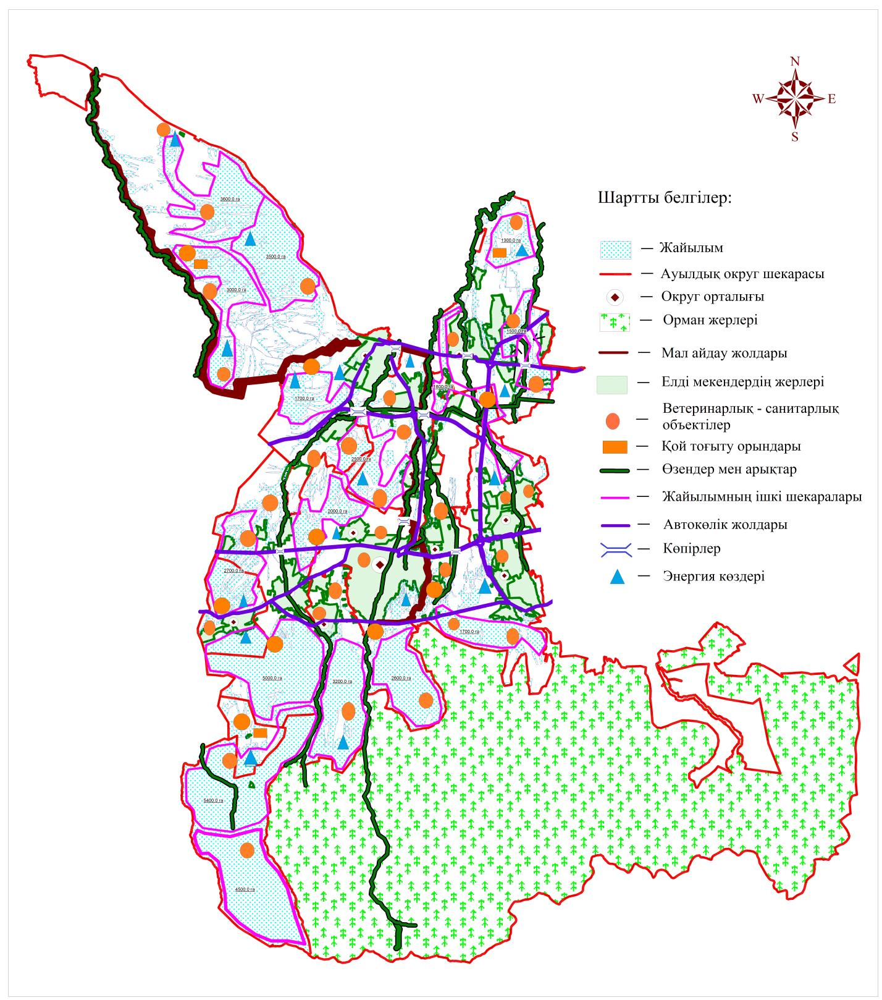 N
W E
S
Шартты белгілер:
— Жайылым
— Ауылдық округ шекарасы
— Округ орталығы
— Орман жерлері
— Мал айдау жолдары
— Елді мекендердің жерлері
— Ветеринарлық - санитарлық
объектілер
— Қой тоғыту орындары
— Өзендер мен арықтар
— Жайылымның ішкі шекаралары
— Автокөлік жолдары
— Көпірлер
— Энергия көздері
3600.0 га
1300.0 га
3500.0 га
3000.0 га
1500.0 га
1800.0 га
1700.0 га
2500.0 га
2000.0 га
2700.0 га
1700.0 га
5000.0 га
3200.0 га
2600.0 га
5400.0 га
4500.0 га